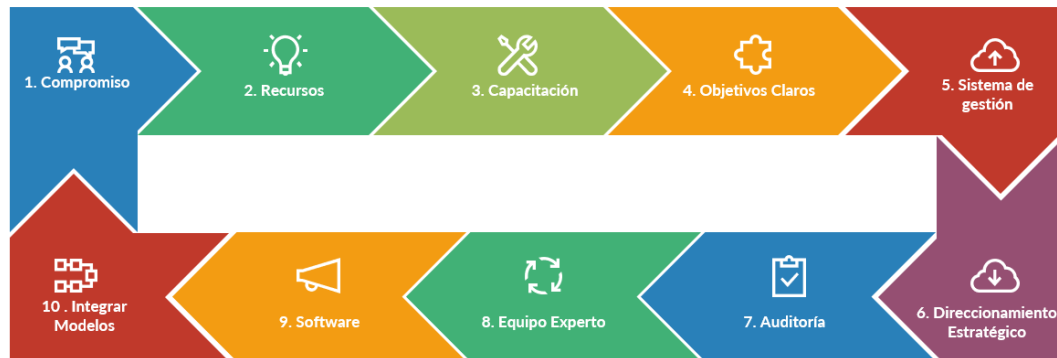 1. Compromiso
2. Recursos
3. Capacitación
4. Objetivos Claros
5. Sistema de
gestión
6. Direccionamiento
Estratégico
7. Auditoría
8. Equipo Experto
9. Software
10 . Integrar
Modelos